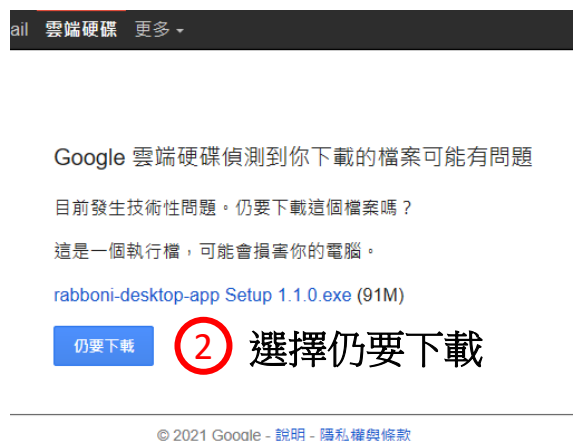 ail 雲端硬碟 更多
Google 雲端硬碟偵測到你下載的檔案可能有問題
目前發生技術性問題。仍要下載這個檔案嗎？
這是一個執行檔，可能會損害你的電腦。
rabboni-desktop-app Setup 1.1.0.exe (91M)
仍要下載 2 選擇仍要下載
© 2021 Google - 說明 - 隱私權與條款